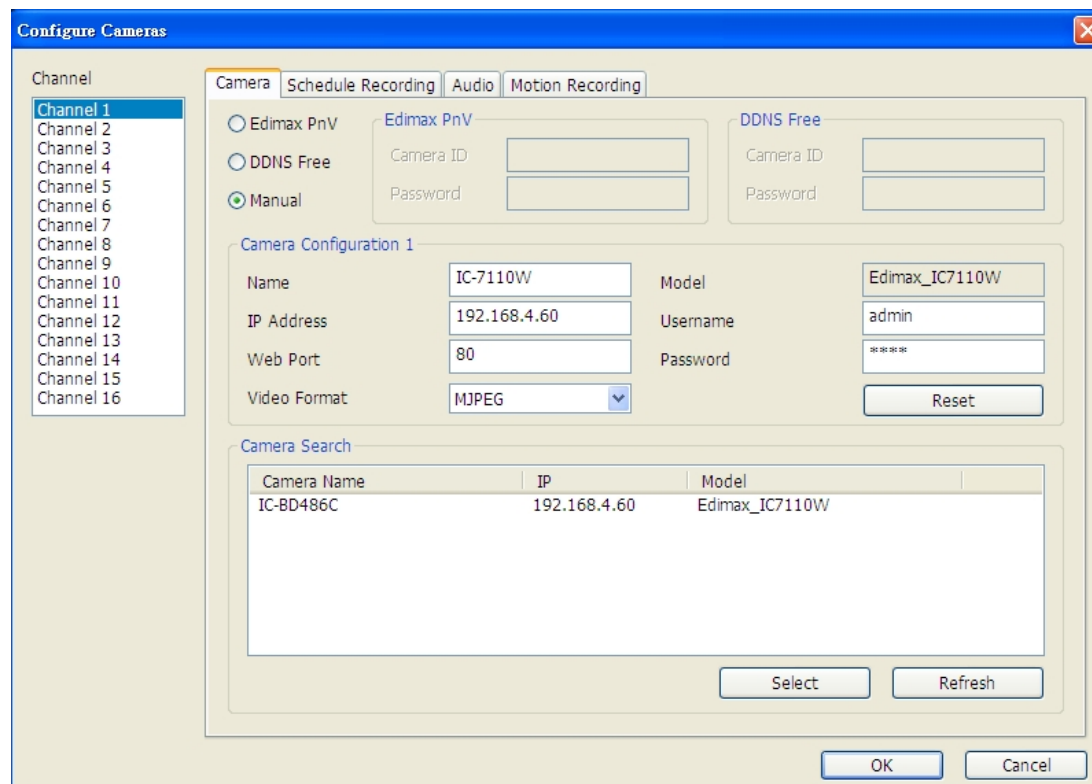 Configure Cameras
Channel
Channel 1
Channel 2
Channel 3
Channel 4
Channel 5
Channel 6
Channel 7
Channel 8
Channel 9
Channel 10
Channel 11
Channel 12
Channel 13
Channel 14
Channel 15
Channel 16
Camera Schedule Recording Audio Motion Recording
Edimax PnV
DDNS Free
Manual
Edimax PnV
Camera ID
Password
DDNS Free
Camera ID
Password
Camera Configuration 1
Name IC-7110W Model Edimax_IC7110W
IP Address 192.168.4.60 Username admin
Web Port 80 Password ****
Video Format MJPEG Reset
Camera Search
Camera Name IP Model
IC-BD486C 192.168.4.60 Edimax_IC7110W
Select Refresh
OK Cancel